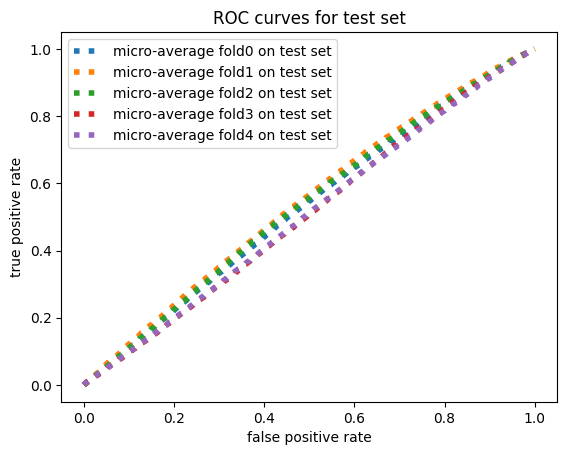 ROC curves for test set
micro-average fold0 on test set
micro-average fold1 on test set
micro-average fold2 on test set
micro-average fold3 on test set
micro-average fold4 on test set
true positive rate
1.0
0.8
0.6
0.4
0.2
0.0
0.0 0.2 0.4 0.6 0.8 1.0
false positive rate